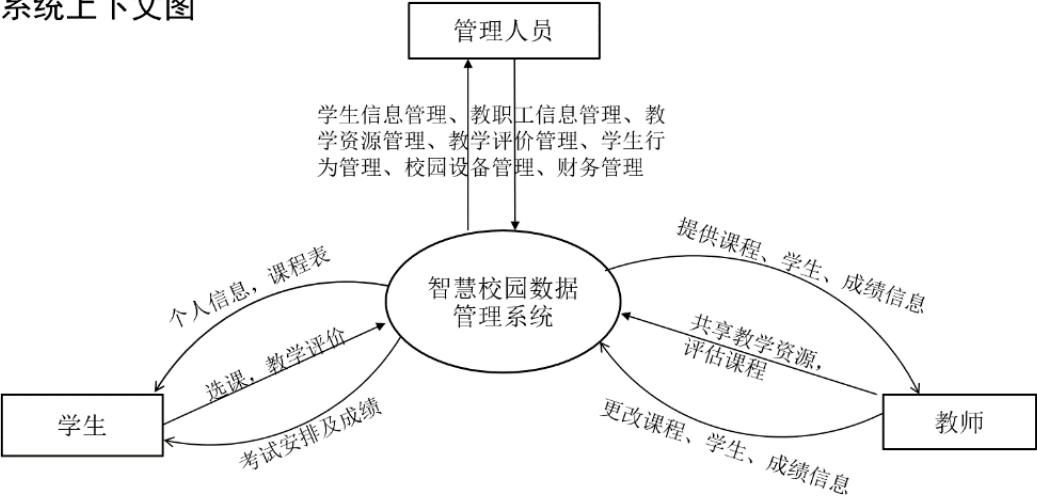 系统上下文图
管理人员
学生信息管理、教职工信息管理、教
学资源管理、教学评价管理、学生行
为管理、校园设备管理、财务管理
提供课程、学生、成绩信息
个人信息，课程表
智慧校园数据
管理系统
共享教学资源，
评估课程
选课，教学评价
考试安排及成绩
更改课程、学生、成绩信息
学生
教师